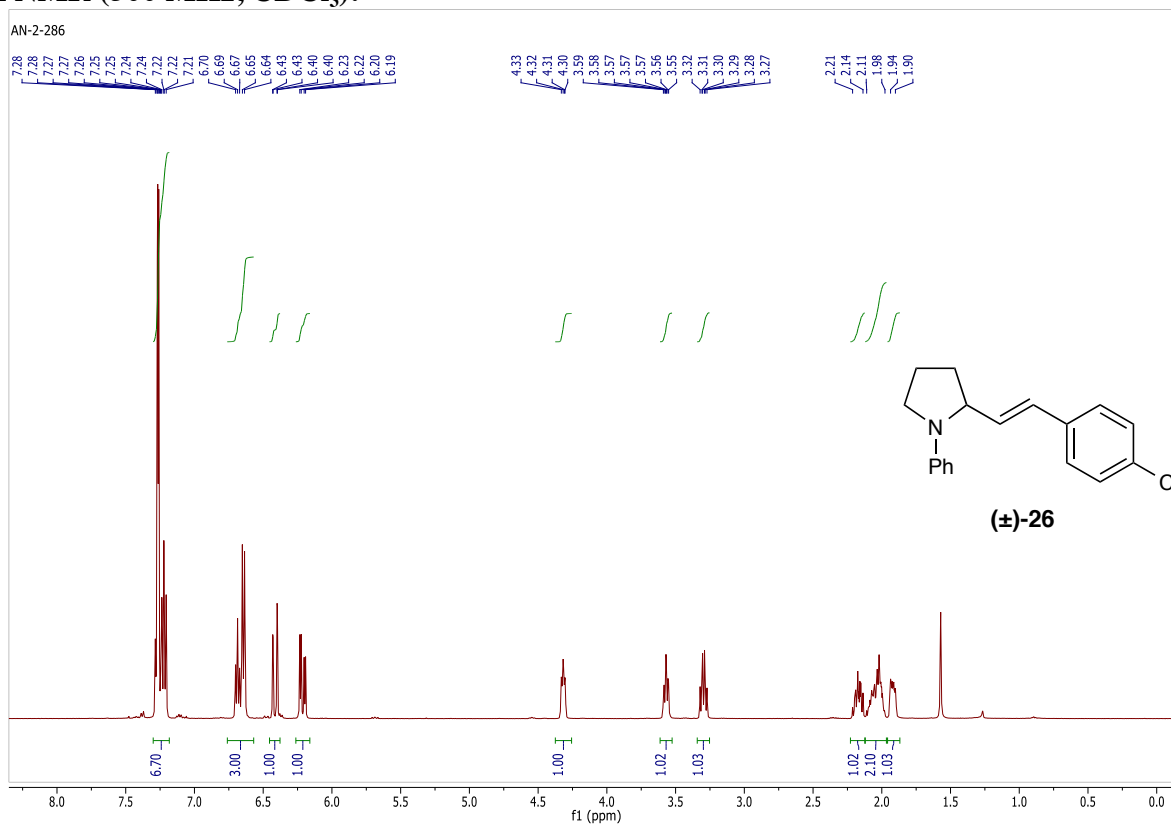 AN-2-286
7.28 7.28 7.27 7.27 7.26 7.25 7.25 7.24 7.24 7.22 7.22 7.21 6.70 6.69 6.67 6.65 6.64 6.43 6.43 6.40 6.40 6.23 6.22 6.20 6.19 4.33 4.32 4.31 4.30 3.59 3.58 3.57 3.57 3.57 3.56 3.55 3.32 3.31 3.30 3.29 3.28 3.27 2.21 2.14 2.11 1.98 1.94 1.90
N
Ph
(±)-26
6.70 3.00 1.00 1.00 1.00 1.02 1.03 1.02 2.10 1.03
8.0 7.5 7.0 6.5 6.0 5.5 5.0 4.5 4.0 3.5 3.0 2.5 2.0 1.5 1.0 0.5 0.0
f1 (ppm)